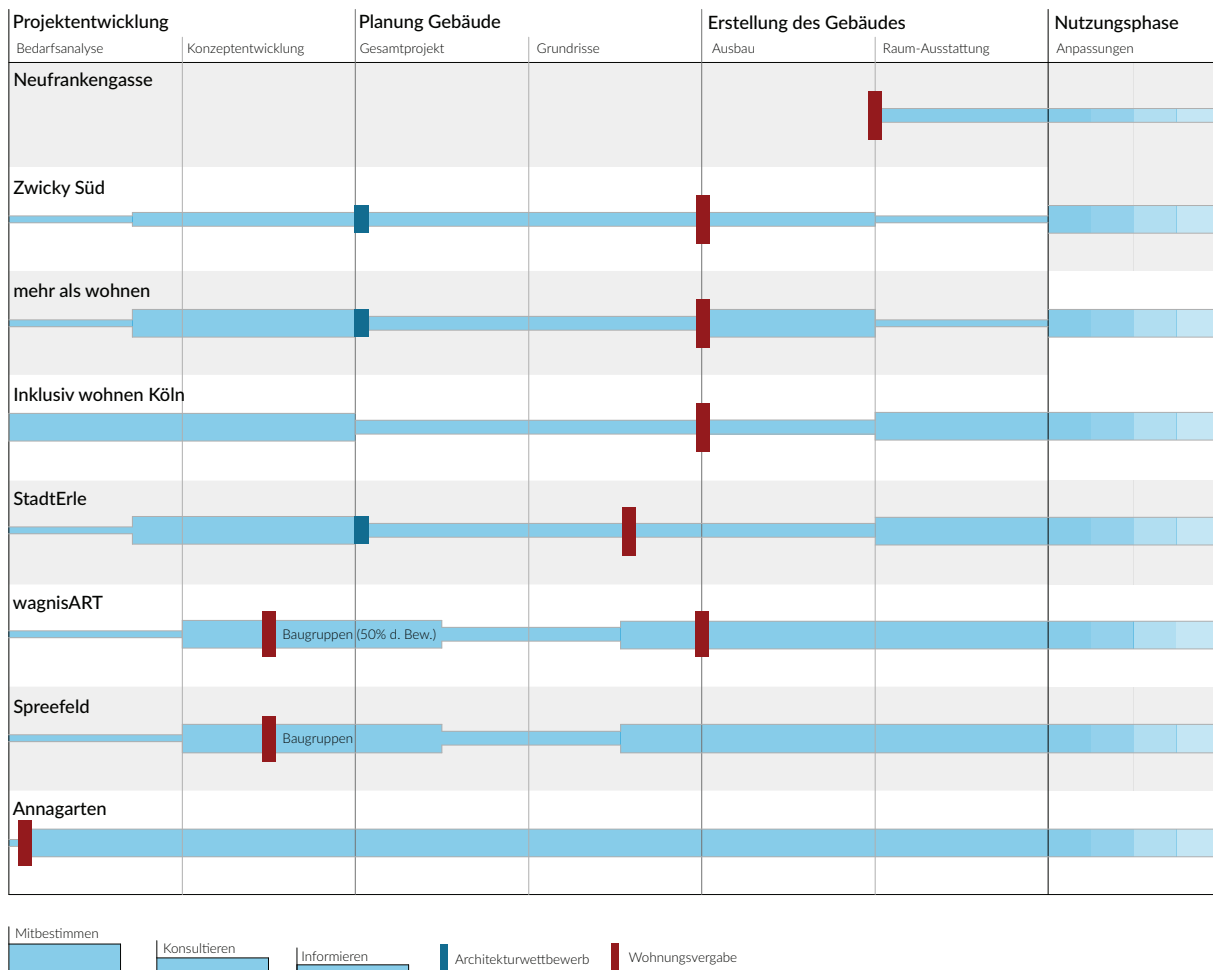 Projektentwicklung
Planung Gebäude
Erstellung des Gebäudes
Nutzungsphase
Bedarfsanalyse
Konzeptentwicklung
Gesamtprojekt
Grundrisse
Ausbau
Raum-Ausstattung
Anpassungen
Neufrankengasse
Zwicky Süd
mehr als wohnen
Inklusiv wohnen Köln
StadtErle
wagnisART
Baugruppen (50% d. Bew.)
Spreefeld
Baugruppen
Annagarten
Mitbestimmen
Konsultieren
Informieren
Architekturwettbewerb
Wohnungsvergabe